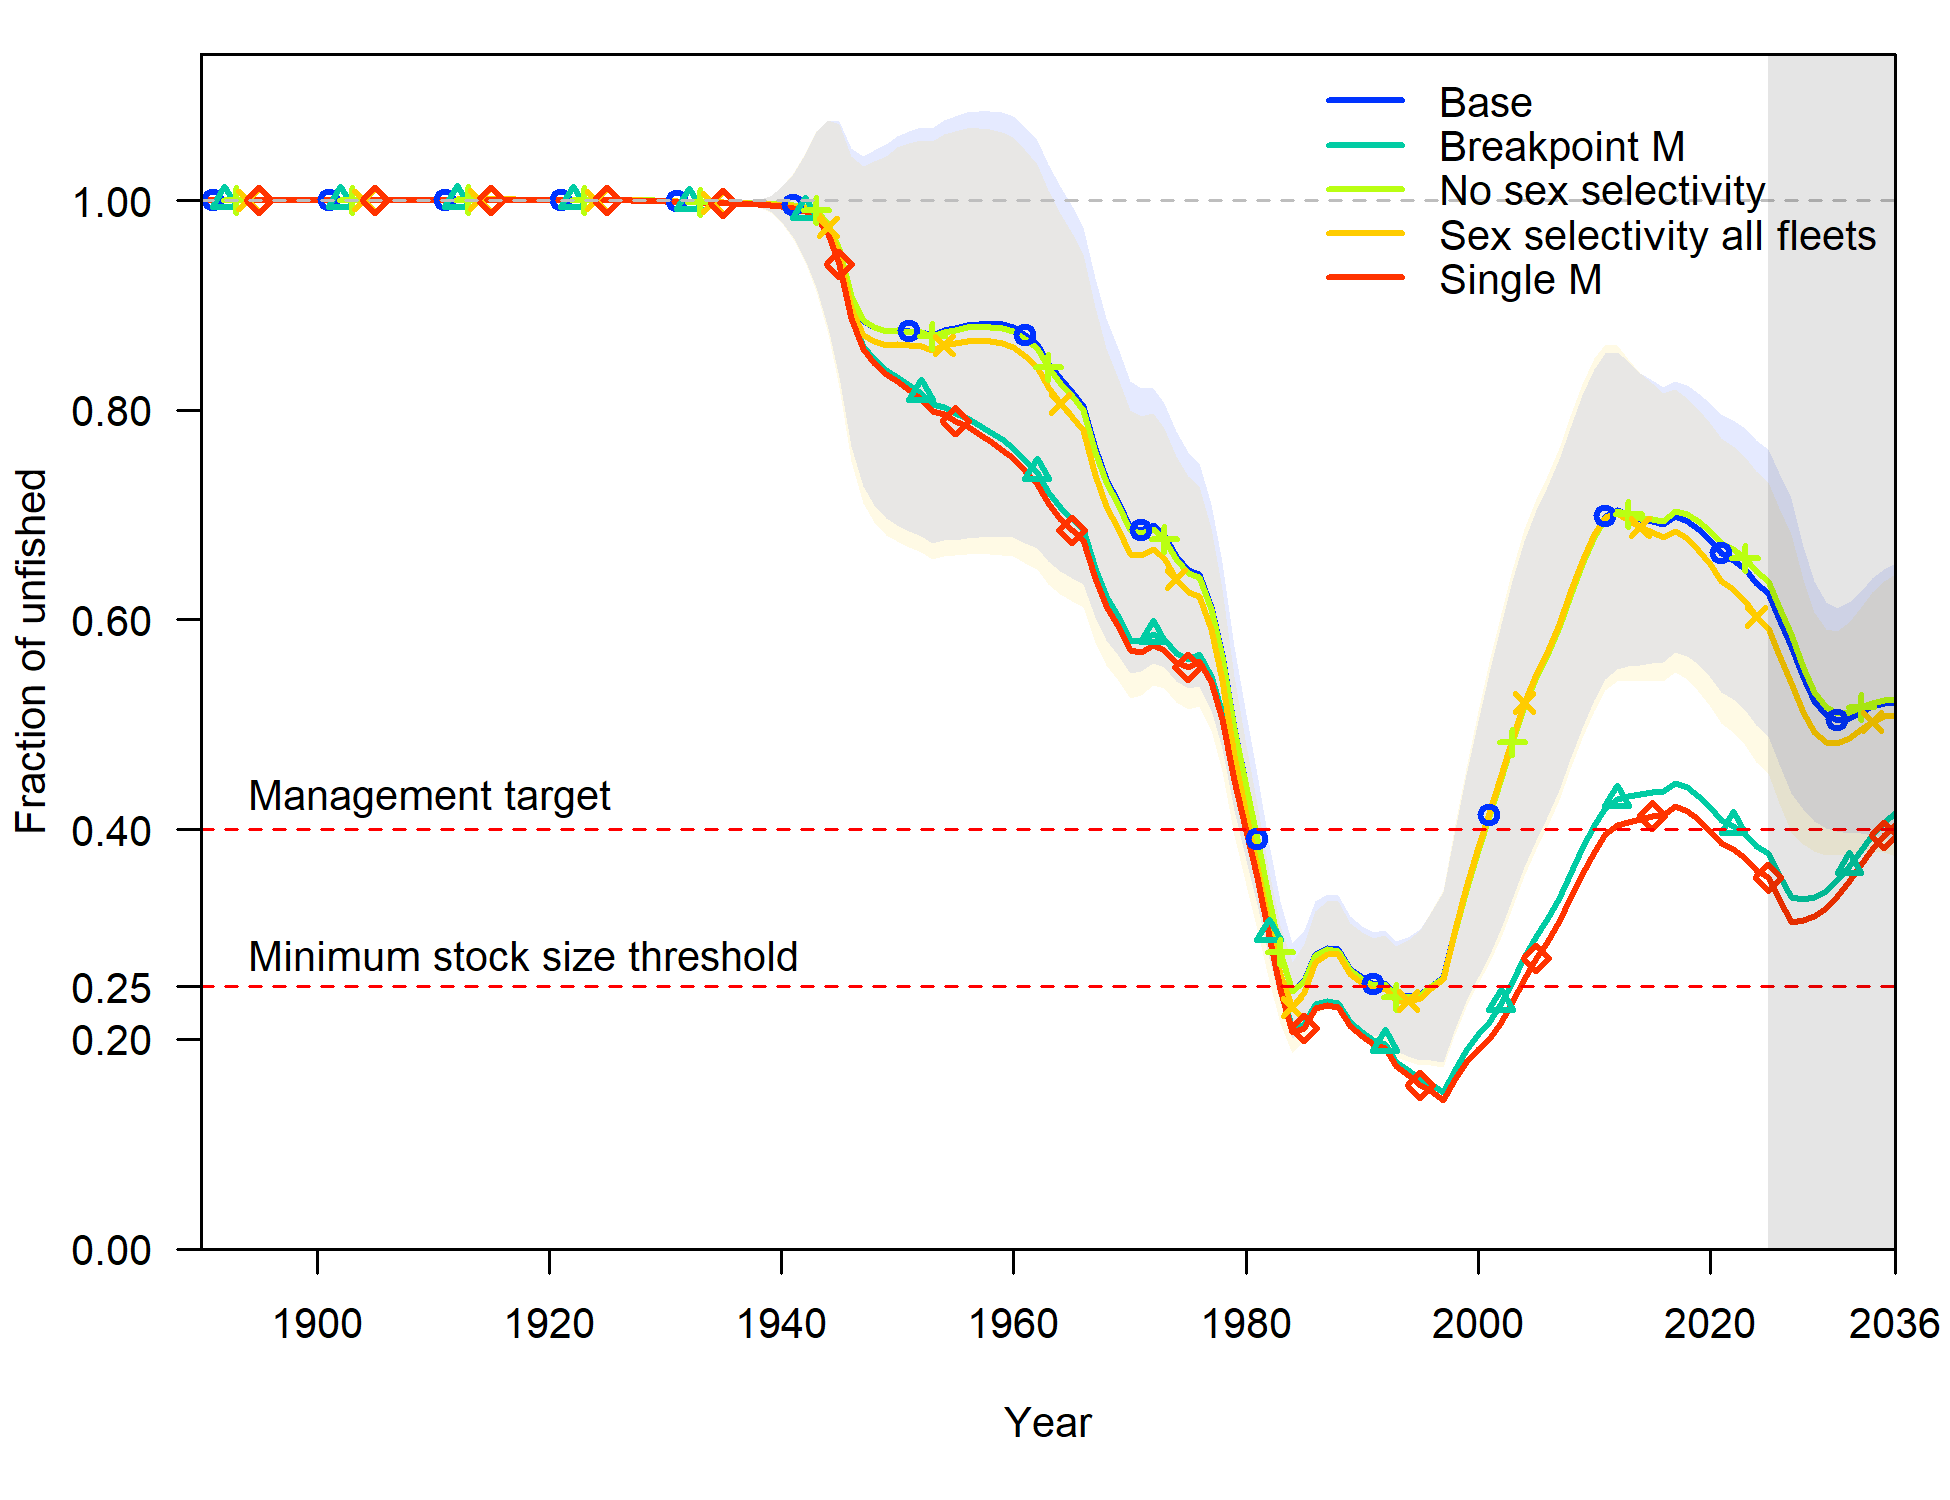 Base
Breakpoint M
No sex selectivity
Sex selectivity all fleets
Single M
1.00
0.80
0.60
0.40
0.25
0.20
0.00
Fraction of unfished
Management target
Minimum stock size threshold
1900
1920
1940
1960
1980
2000
2020
2036
Year